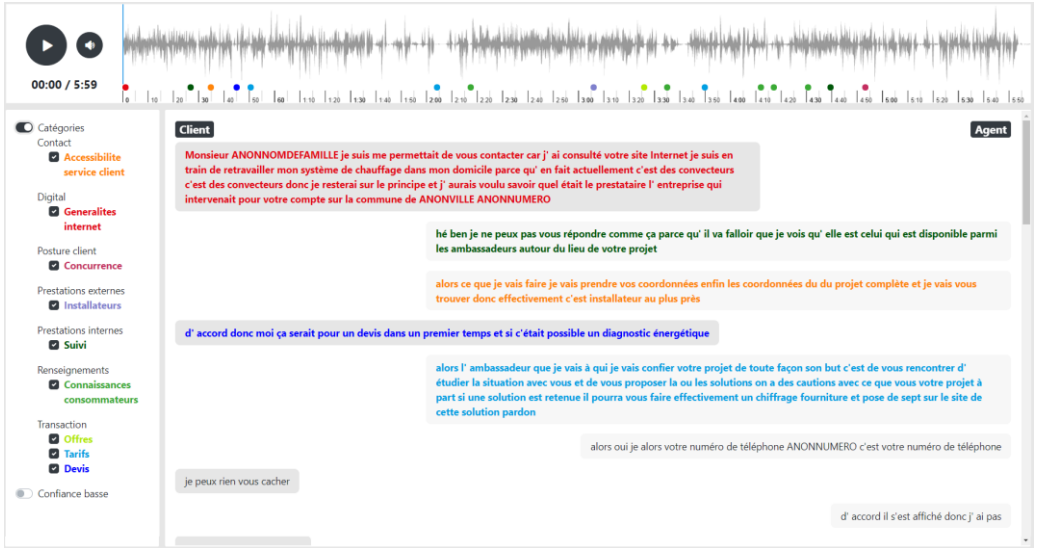 00:00 / 5:59
0 10 20 30 40 50 60 1:10 1:20 1:30 1:40 1:50 2:00 2:10 2:20 2:30 2:40 2:50 3:00 3:10 3:20 3:30 3:40 3:50 4:00 4:10 4:20 4:30 4:40 4:50 5:00 5:10 5:20 5:30 5:40 5:50
Catégories
Contact
Accessibilite
service client
Digital
Generalites
internet
Posture client
Concurrence
Prestations externes
Installateurs
Prestations internes
Suivi
Renseignements
Connaissances
consommateurs
Transaction
Offres
Tarifs
Devis
Confiance basse
Client
Agent
Monsieur ANONNOMDEFAMILLE je suis me permettait de vous contacter car j' ai consulté votre site Internet je suis en
train de retravailler mon système de chauffage dans mon domicile parce qu' en fait actuellement c'est des convecteurs
c'est des convecteurs donc je resterai sur le principe et j' aurais voulu savoir quel était le prestataire l' entreprise qui
intervenait pour votre compte sur la commune de ANONVILLE ANONNUMERO
hé ben je ne peux pas vous répondre comme ça parce qu' il va falloir que je vois qu' elle est celui qui est disponible parmi
les ambassadeurs autour du lieu de votre projet
alors ce que je vais faire je vais prendre vos coordonnées enfin les coordonnées du du projet complète et je vais vous
trouver donc effectivement c'est installateur au plus près
d' accord donc moi ça serait pour un devis dans un premier temps et si c'était possible un diagnostic énergétique
alors l' ambassadeur que je vais à qui je vais confier votre projet de toute façon son but c'est de vous rencontrer d'
étudier la situation avec vous et de vous proposer la ou les solutions on a des cautions avec ce que vous votre projet à
part si une solution est retenue il pourra vous faire effectivement un chiffrage fourniture et pose de sept sur le site de
cette solution pardon
alors oui je alors votre numéro de téléphone ANONNUMERO c'est votre numéro de téléphone
je peux rien vous cacher
d' accord il s'est affiché donc j' ai pas